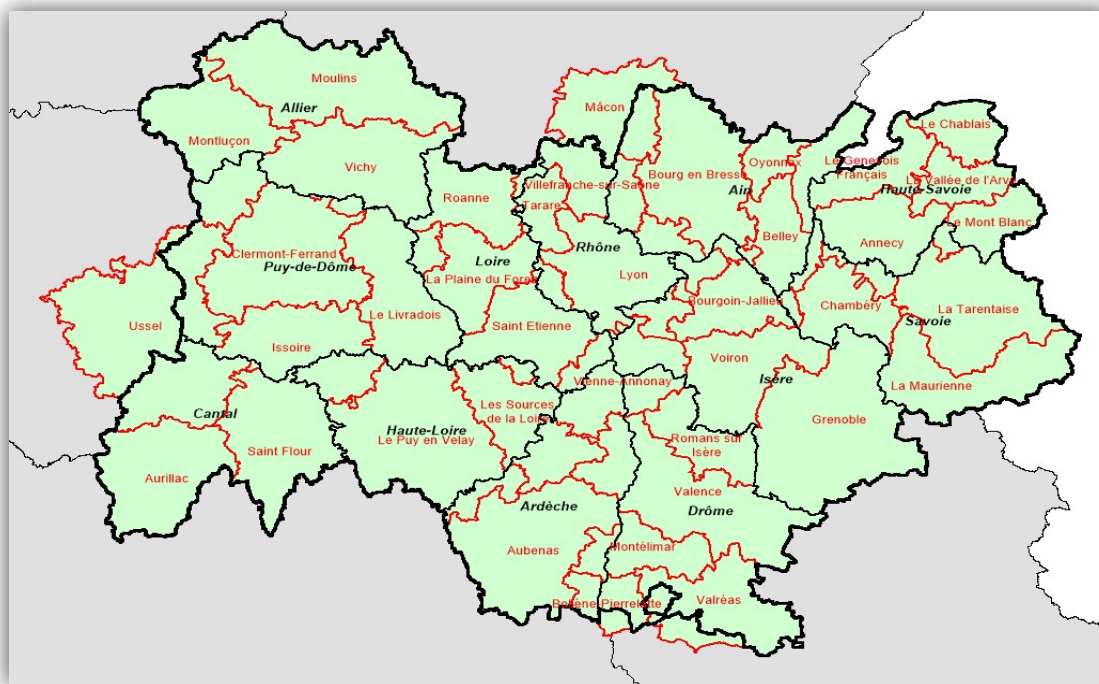 Moulins
Allier
Montluçon
Vichy
Mâcon
Le Chablais
Villefranche-sur-Saône
Bourg en Bresse
Oyonnax
Le Genevois
Français
La Vallée de l'Arve
Haute-Savoie
Ain
Roanne
Tarare
Le Mont Blanc
Clermont-Ferrand
Puy-de-Dôme
Loire
La Plaine du Forez
Rhône
Lyon
Belley
Annecy
Bourgoin-Jallieu
Chambéry
La Tarentaise
Savoie
Ussel
Le Livradois
Saint Etienne
Issoire
Voiron
Isère
La Maurienne
Vienne-Annonay
Cantal
Haute-Loire
Les Sources
de la Loire
Le Puy en Velay
Grenoble
Saint Flour
Romans sur
Isère
Aurillac
Valence
Ardèche
Drôme
Aubenas
Montélimar
Bollène-Pierrelatte
Valréas